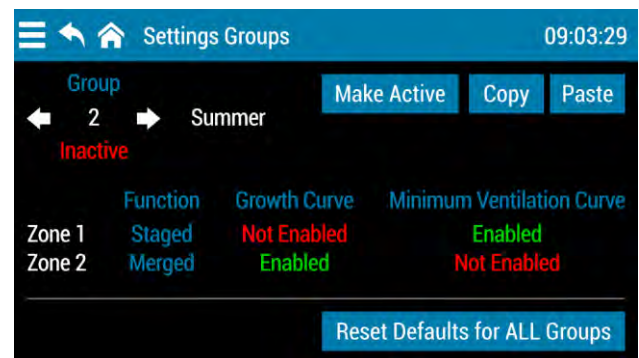 Settings Groups 09:03:29
Group
Make Active Copy Paste
2 Summer
Inactive
Function Growth Curve Minimum Ventilation Curve
Zone 1 Staged Not Enabled Enabled
Zone 2 Merged Enabled Not Enabled
Reset Defaults for ALL Groups